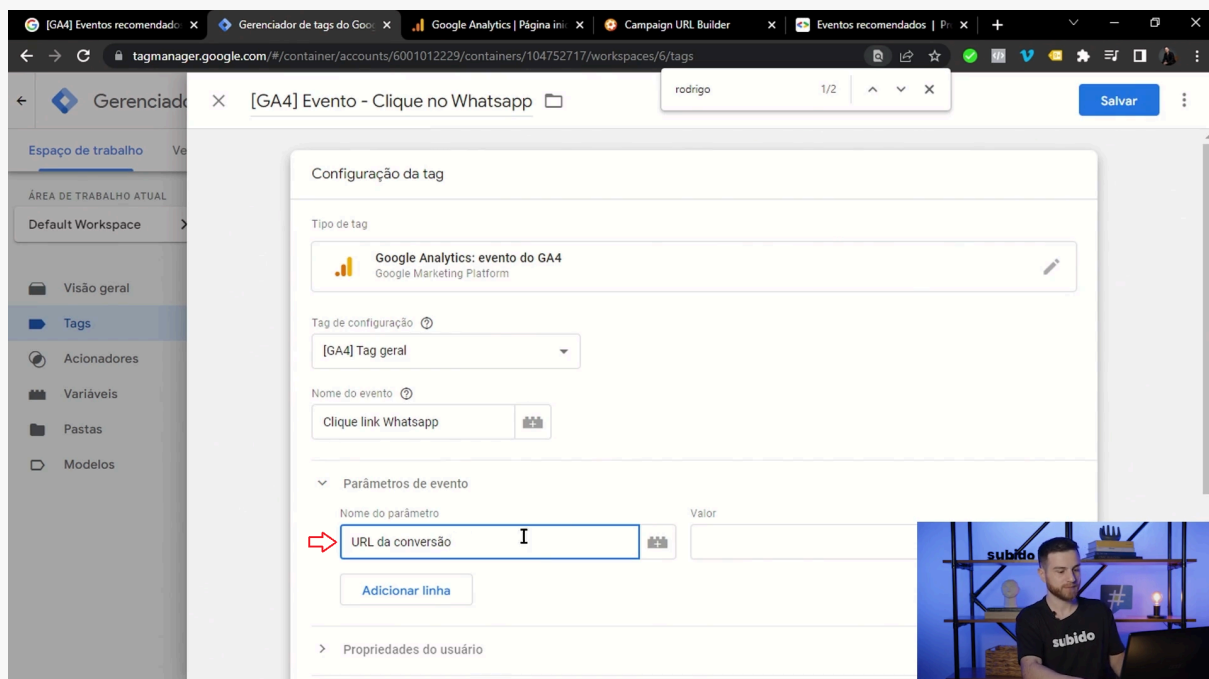 [GA4] Eventos recomendado
Gerenciador de tags do Goog
Google Analytics | Página inic
Campaign URL Builder
Eventos recomendados | Pr
tagmanager.google.com/#/container/accounts/6001012229/containers/104752717/workspaces/6/tags
rodrigo
1/2
Gerenciado
[GA4] Evento - Clique no Whatsapp
Salvar
Espaço de trabalho
Ve
ÁREA DE TRABALHO ATUAL
Default Workspace
Visão geral
Tags
Acionadores
Variáveis
Pastas
Modelos
Configuração da tag
Tipo de tag
Google Analytics: evento do GA4
Google Marketing Platform
Tag de configuração
[GA4] Tag geral
Nome do evento
Clique link Whatsapp
Parâmetros de evento
Nome do parâmetro
Valor
URL da conversão
Adicionar linha
Propriedades do usuário
subido
#
subido